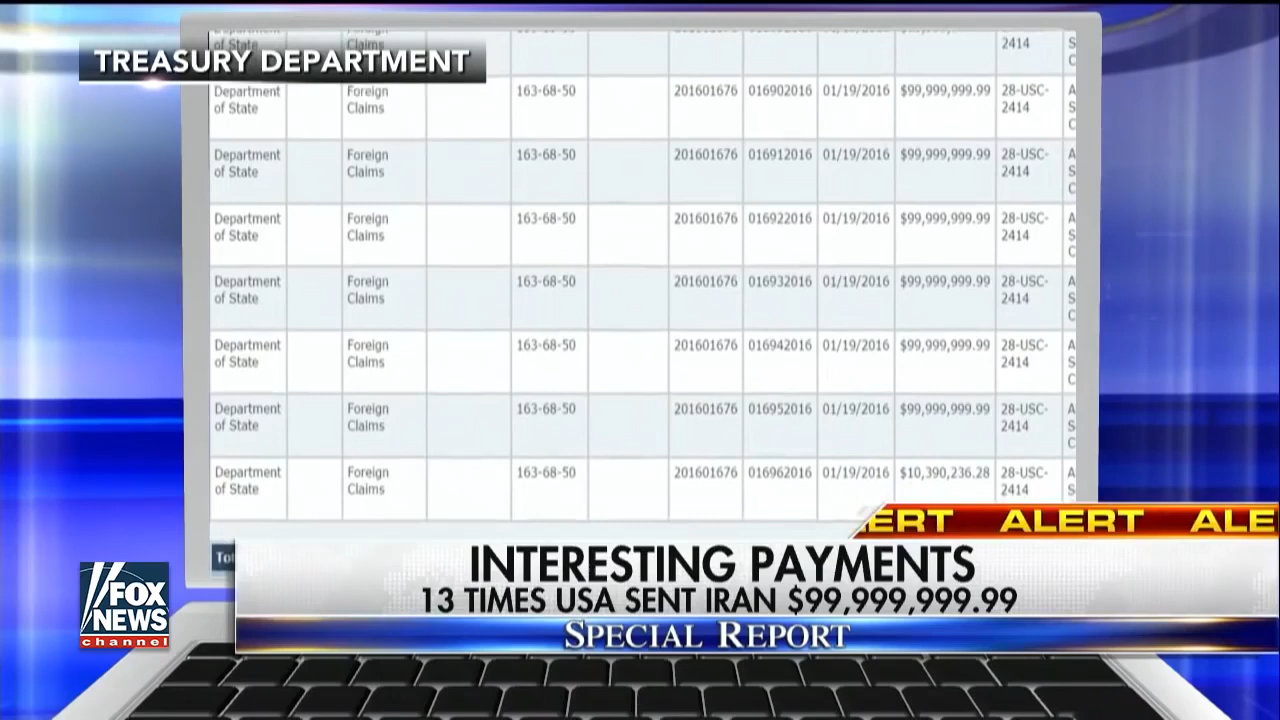 TREASURY DEPARTMENT
of State Claims 2414 S
C
Department Foreign 163-68-50 201601676 016902016 01/19/2016 $99,999,999.99 28-USC- A
of State Claims 2414 S
C
Department Foreign 163-68-50 201601676 016912016 01/19/2016 $99,999,999.99 28-USC- A
of State Claims 2414 S
C
Department Foreign 163-68-50 201601676 016922016 01/19/2016 $99,999,999.99 28-USC- A
of State Claims 2414 S
C
Department Foreign 163-68-50 201601676 016932016 01/19/2016 $99,999,999.99 28-USC- A
of State Claims 2414 S
C
Department Foreign 163-68-50 201601676 016942016 01/19/2016 $99,999,999.99 28-USC- A
of State Claims 2414 S
C
Department Foreign 163-68-50 201601676 016952016 01/19/2016 $99,999,999.99 28-USC- A
of State Claims 2414 S
C
Department Foreign 163-68-50 201601676 016962016 01/19/2016 $10,390,236.28 28-USC- A
of State Claims 2414 S
ERT ALERT ALE
Tot
INTERESTING PAYMENTS
13 TIMES USA SENT IRAN $99,999,999.99
SPECIAL REPORT
FOX
NEWS
channel